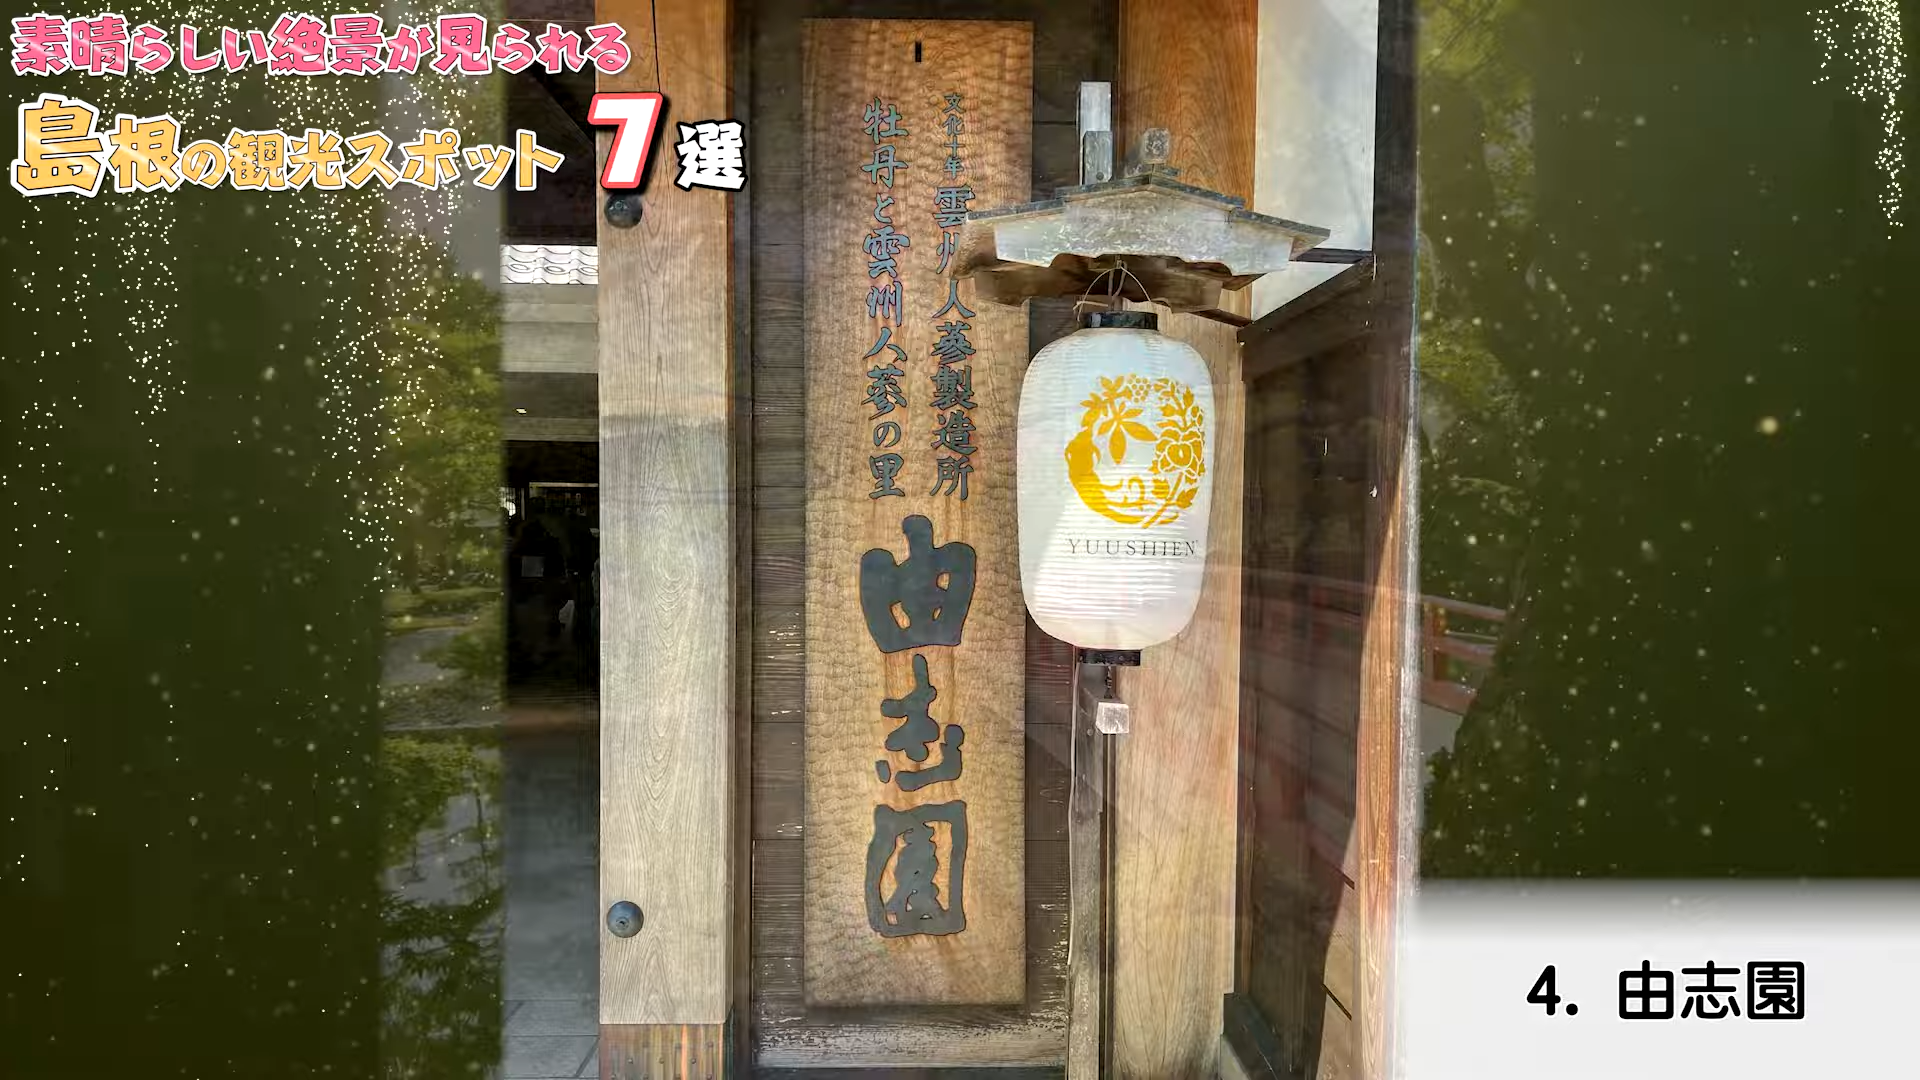 素晴らしい絶景が見られる
島根の観光スポット7選
文化十年 雲州人蔘製造所
牡丹と雲州人蔘の里
由志園
YUUSHIEN
4. 由志園